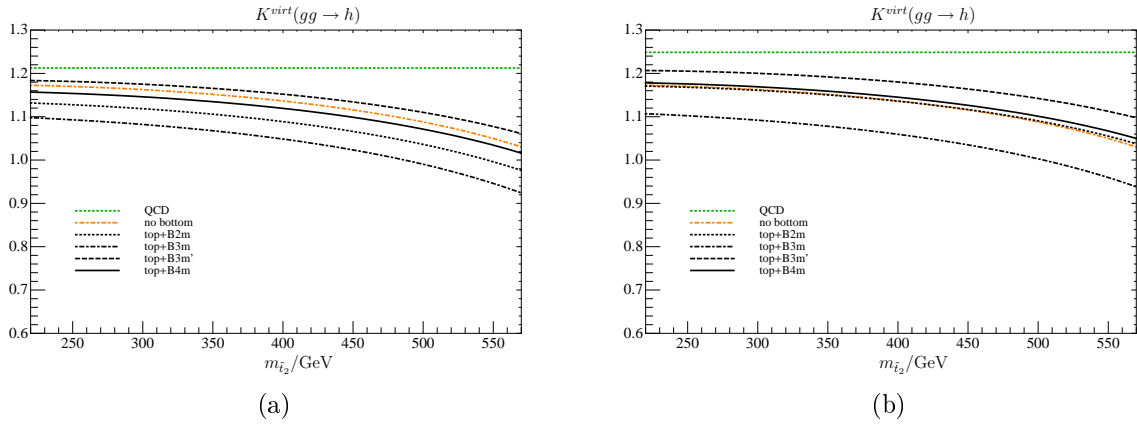 K^{virt}(gg → h)
1.3
1.2
1.1
1.0
0.9
0.8
0.7
0.6
QCD
no bottom
top+B2m
top+B3m
top+B3m'
top+B4m
250 300 350 400 450 500 550
m_{t̃_2}/GeV
(a)
K^{virt}(gg → h)
1.3
1.2
1.1
1.0
0.9
0.8
0.7
0.6
QCD
no bottom
top+B2m
top+B3m
top+B3m'
top+B4m
250 300 350 400 450 500 550
m_{t̃_2}/GeV
(b)